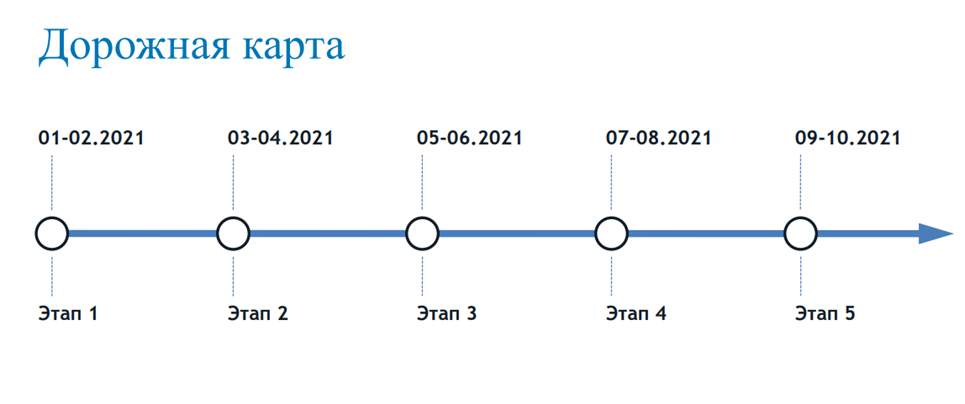 Дорожная карта
01-02.2021 03-04.2021 05-06.2021 07-08.2021 09-10.2021
Этап 1 Этап 2 Этап 3 Этап 4 Этап 5